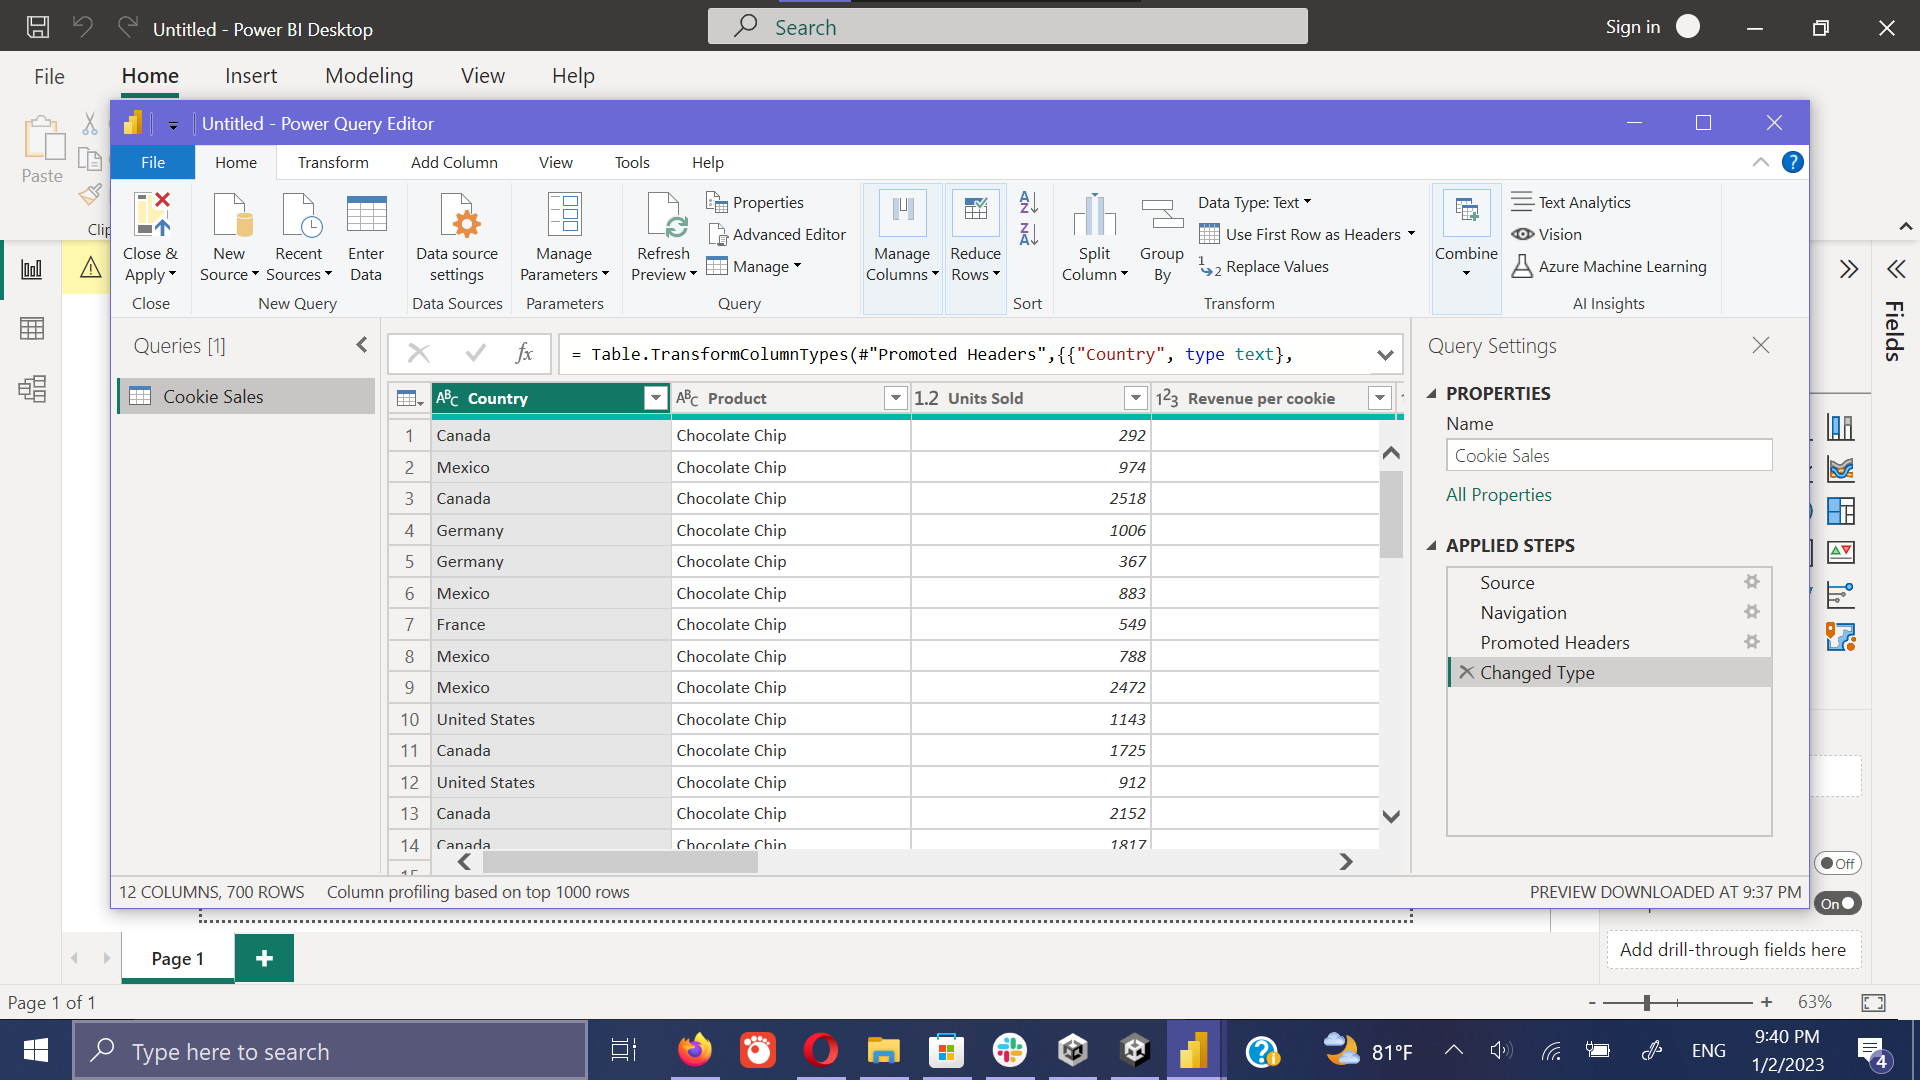 Untitled - Power BI Desktop
Search
Sign in
File
Home
Insert
Modeling
View
Help
Paste
Untitled - Power Query Editor
File
Home
Transform
Add Column
View
Tools
Help
?
Close &
Apply
Close
New
Source
Recent
Sources
Enter
Data
New Query
Data source
settings
Data Sources
Manage
Parameters
Parameters
Refresh
Preview
Properties
Advanced Editor
Manage
Query
Manage
Columns
Reduce
Rows
A
Z
Z
A
Sort
Split
Column
Group
By
Data Type: Text
Use First Row as Headers
1
2
Replace Values
Transform
Combine
Text Analytics
Vision
Azure Machine Learning
AI Insights
Queries [1]
Cookie Sales
fx
= Table.TransformColumnTypes(#"Promoted Headers",{{"Country", type text},
ABC Country
ABC Product
1.2 Units Sold
123 Revenue per cookie
1 Canada Chocolate Chip 292
2 Mexico Chocolate Chip 974
3 Canada Chocolate Chip 2518
4 Germany Chocolate Chip 1006
5 Germany Chocolate Chip 367
6 Mexico Chocolate Chip 883
7 France Chocolate Chip 549
8 Mexico Chocolate Chip 788
9 Mexico Chocolate Chip 2472
10 United States Chocolate Chip 1143
11 Canada Chocolate Chip 1725
12 United States Chocolate Chip 912
13 Canada Chocolate Chip 2152
14 Canada Chocolate Chip 1817
Query Settings
PROPERTIES
Name
Cookie Sales
All Properties
APPLIED STEPS
Source
Navigation
Promoted Headers
Changed Type
12 COLUMNS, 700 ROWS
Column profiling based on top 1000 rows
PREVIEW DOWNLOADED AT 9:37 PM
Fields
Off
On
Add drill-through fields here
Page 1
Page 1 of 1
- + 63%
Type here to search
81°F
ENG
9:40 PM
1/2/2023
4